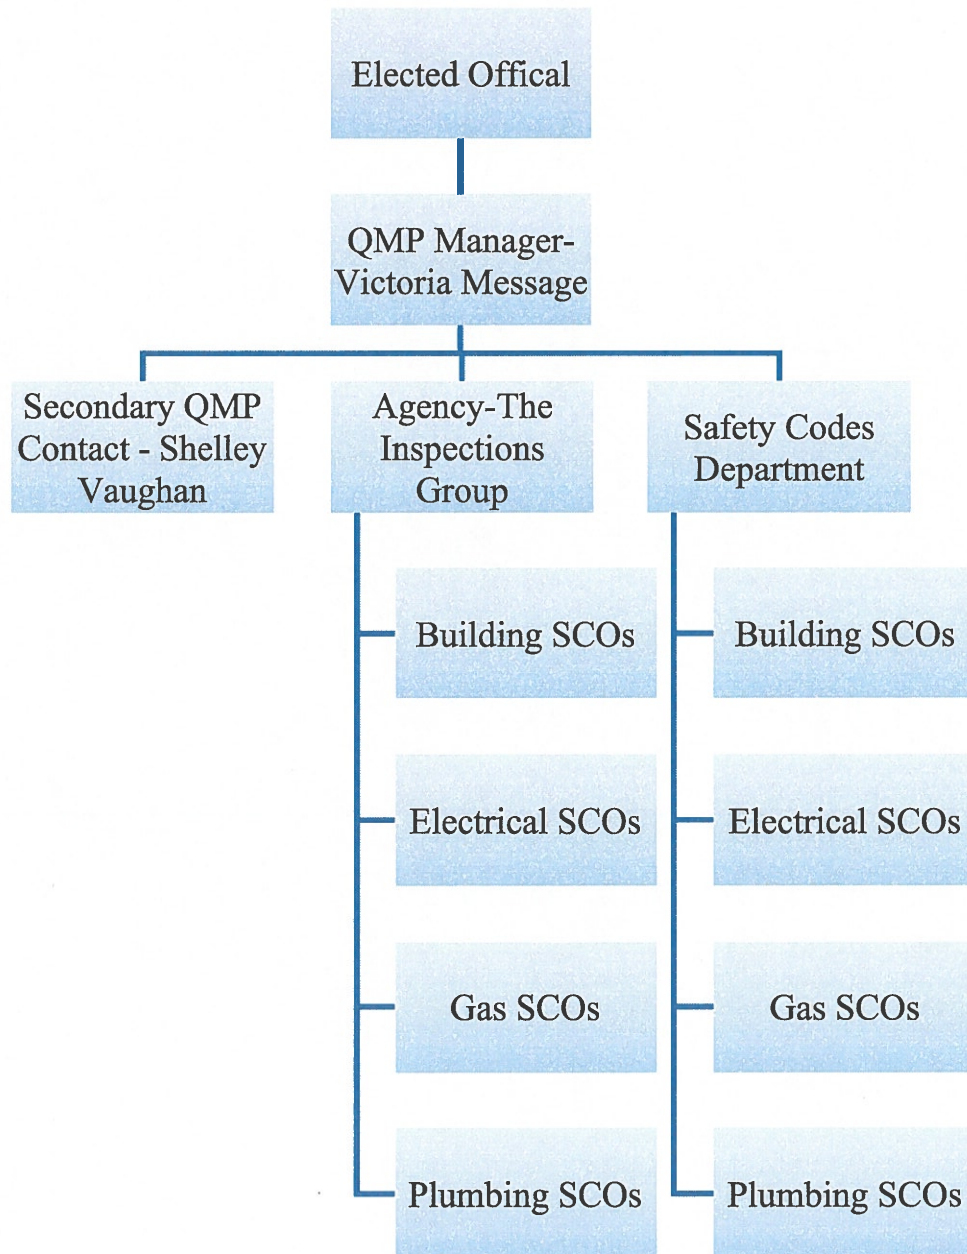 Elected Offical
QMP Manager-
Victoria Message
Secondary QMP
Contact - Shelley
Vaughan
Agency-The
Inspections
Group
Safety Codes
Department
Building SCOs
Electrical SCOs
Gas SCOs
Plumbing SCOs
Building SCOs
Electrical SCOs
Gas SCOs
Plumbing SCOs